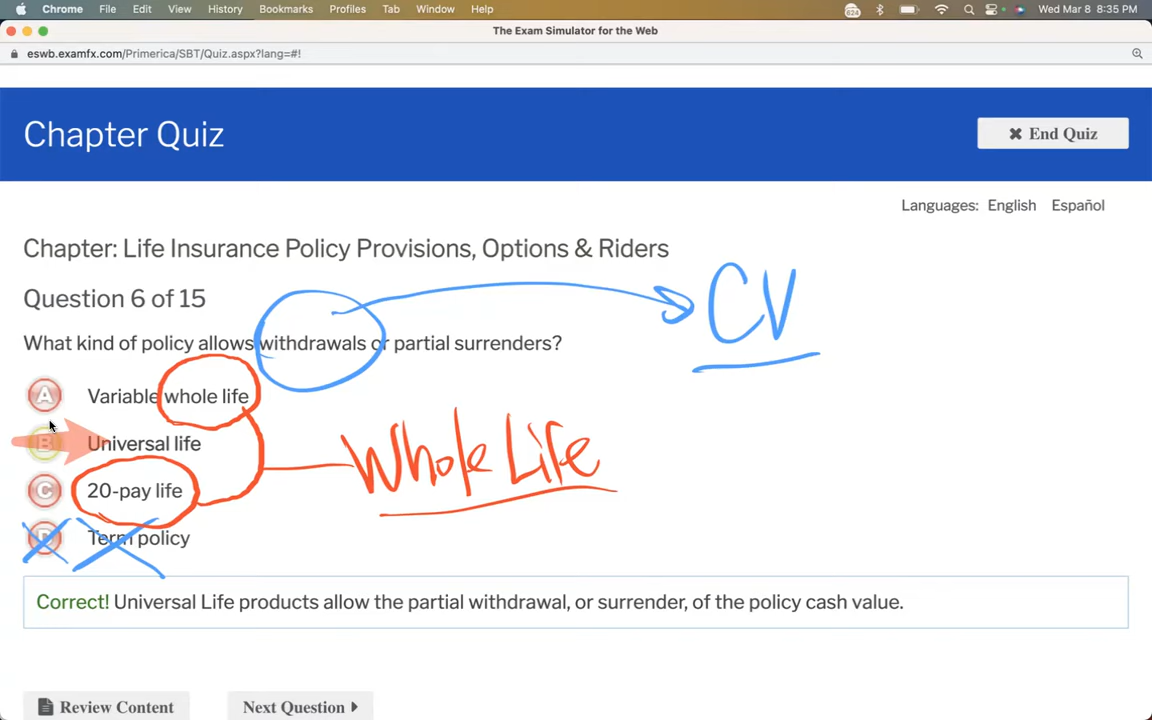 Chrome File Edit View History Bookmarks Profiles Tab Window Help 624 Wed Mar 8 8:35 PM
The Exam Simulator for the Web
eswb.examfx.com/Primerica/SBT/Quiz.aspx?lang=#!
Chapter Quiz
End Quiz
Languages: English Español
Chapter: Life Insurance Policy Provisions, Options & Riders
Question 6 of 15
CV
What kind of policy allows withdrawals or partial surrenders?
A Variable whole life
B Universal life
Whole Life
C 20-pay life
D Term policy
Correct! Universal Life products allow the partial withdrawal, or surrender, of the policy cash value.
Review Content
Next Question